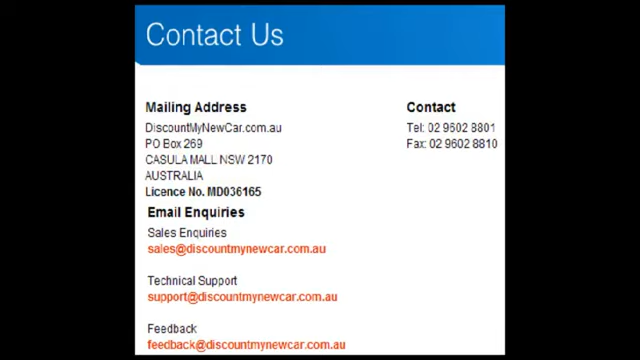 Contact Us
Mailing Address
DiscountMyNewCar.com.au
PO Box 269
CASULA MALL NSW 2170
AUSTRALIA
Licence No. MD036165
Contact
Tel: 02 9602 8801
Fax: 02 9602 8810
Email Enquiries
Sales Enquiries
sales@discountmynewcar.com.au
Technical Support
support@discountmynewcar.com.au
Feedback
feedback@discountmynewcar.com.au